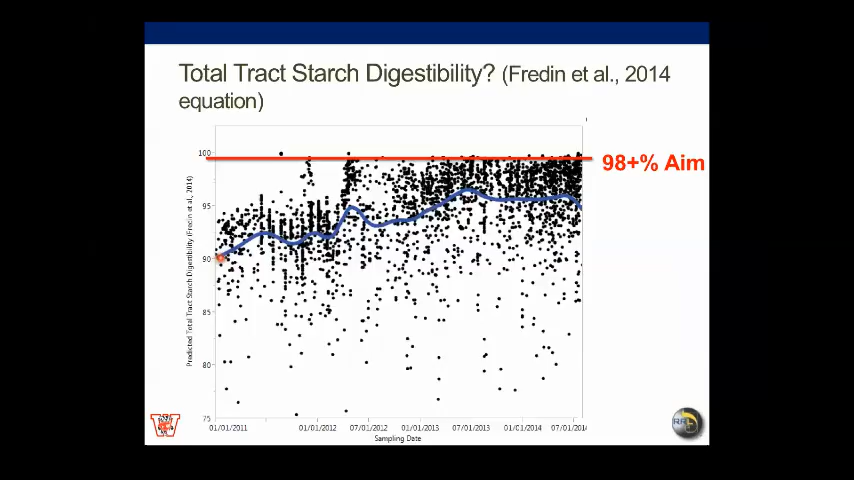 Total Tract Starch Digestibility? (Fredin et al., 2014
equation)
98+% Aim
Predicted Total Tract Starch Digestibility (Fredin et al., 2014)
100
95
90
85
80
75
01/01/2011 01/01/2012 07/01/2012 01/01/2013 07/01/2013 01/01/2014 07/01/201
Sampling Date
W
RRL